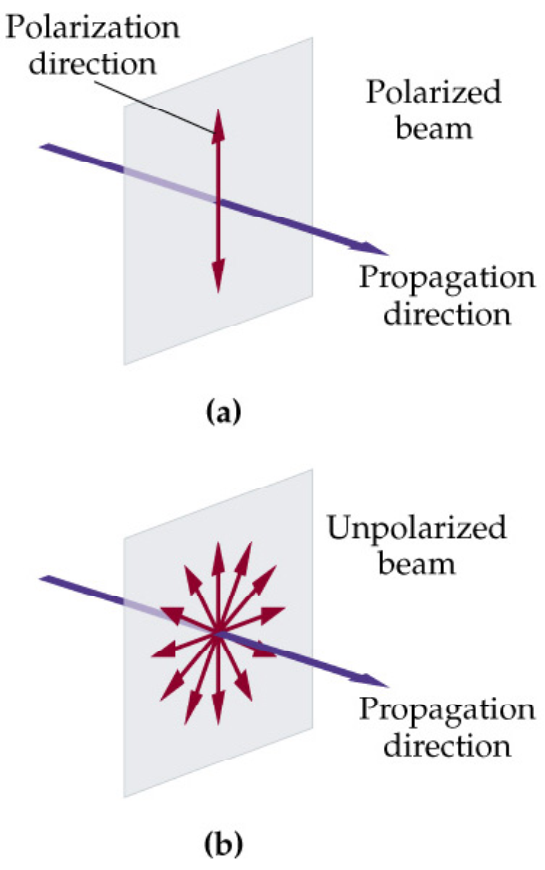 Polarization
direction
Polarized
beam
Propagation
direction
(a)
Unpolarized
beam
Propagation
direction
(b)